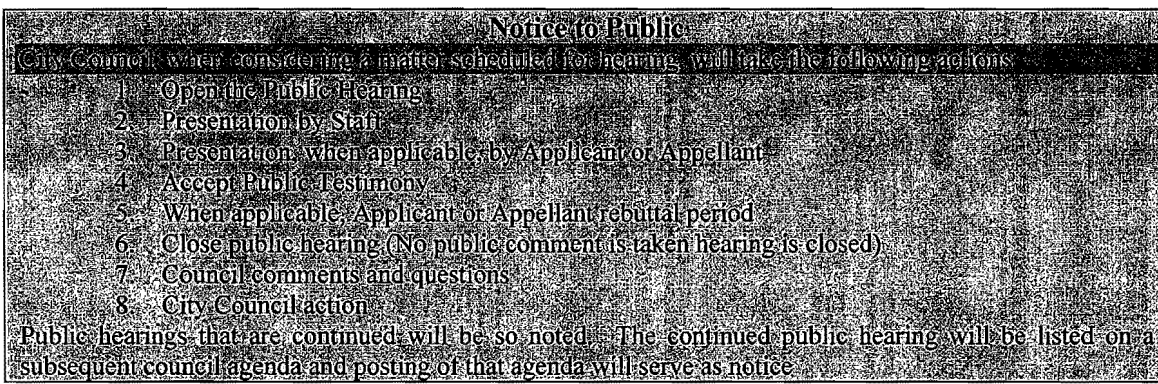 Notice to Public
City Council, when considering a matter scheduled for hearing, will take the following actions
1. Open the Public Hearing
2. Presentation by Staff
3. Presentation, when applicable, by Applicant or Appellant
4. Accept Public Testimony
5. When applicable, Applicant or Appellant rebuttal period
6. Close public hearing (No public comment is taken hearing is closed)
7. Council comments and questions
8. City Council action
Public hearings that are continued will be so noted. The continued public hearing will be listed on a
subsequent council agenda and posting of that agenda will serve as notice